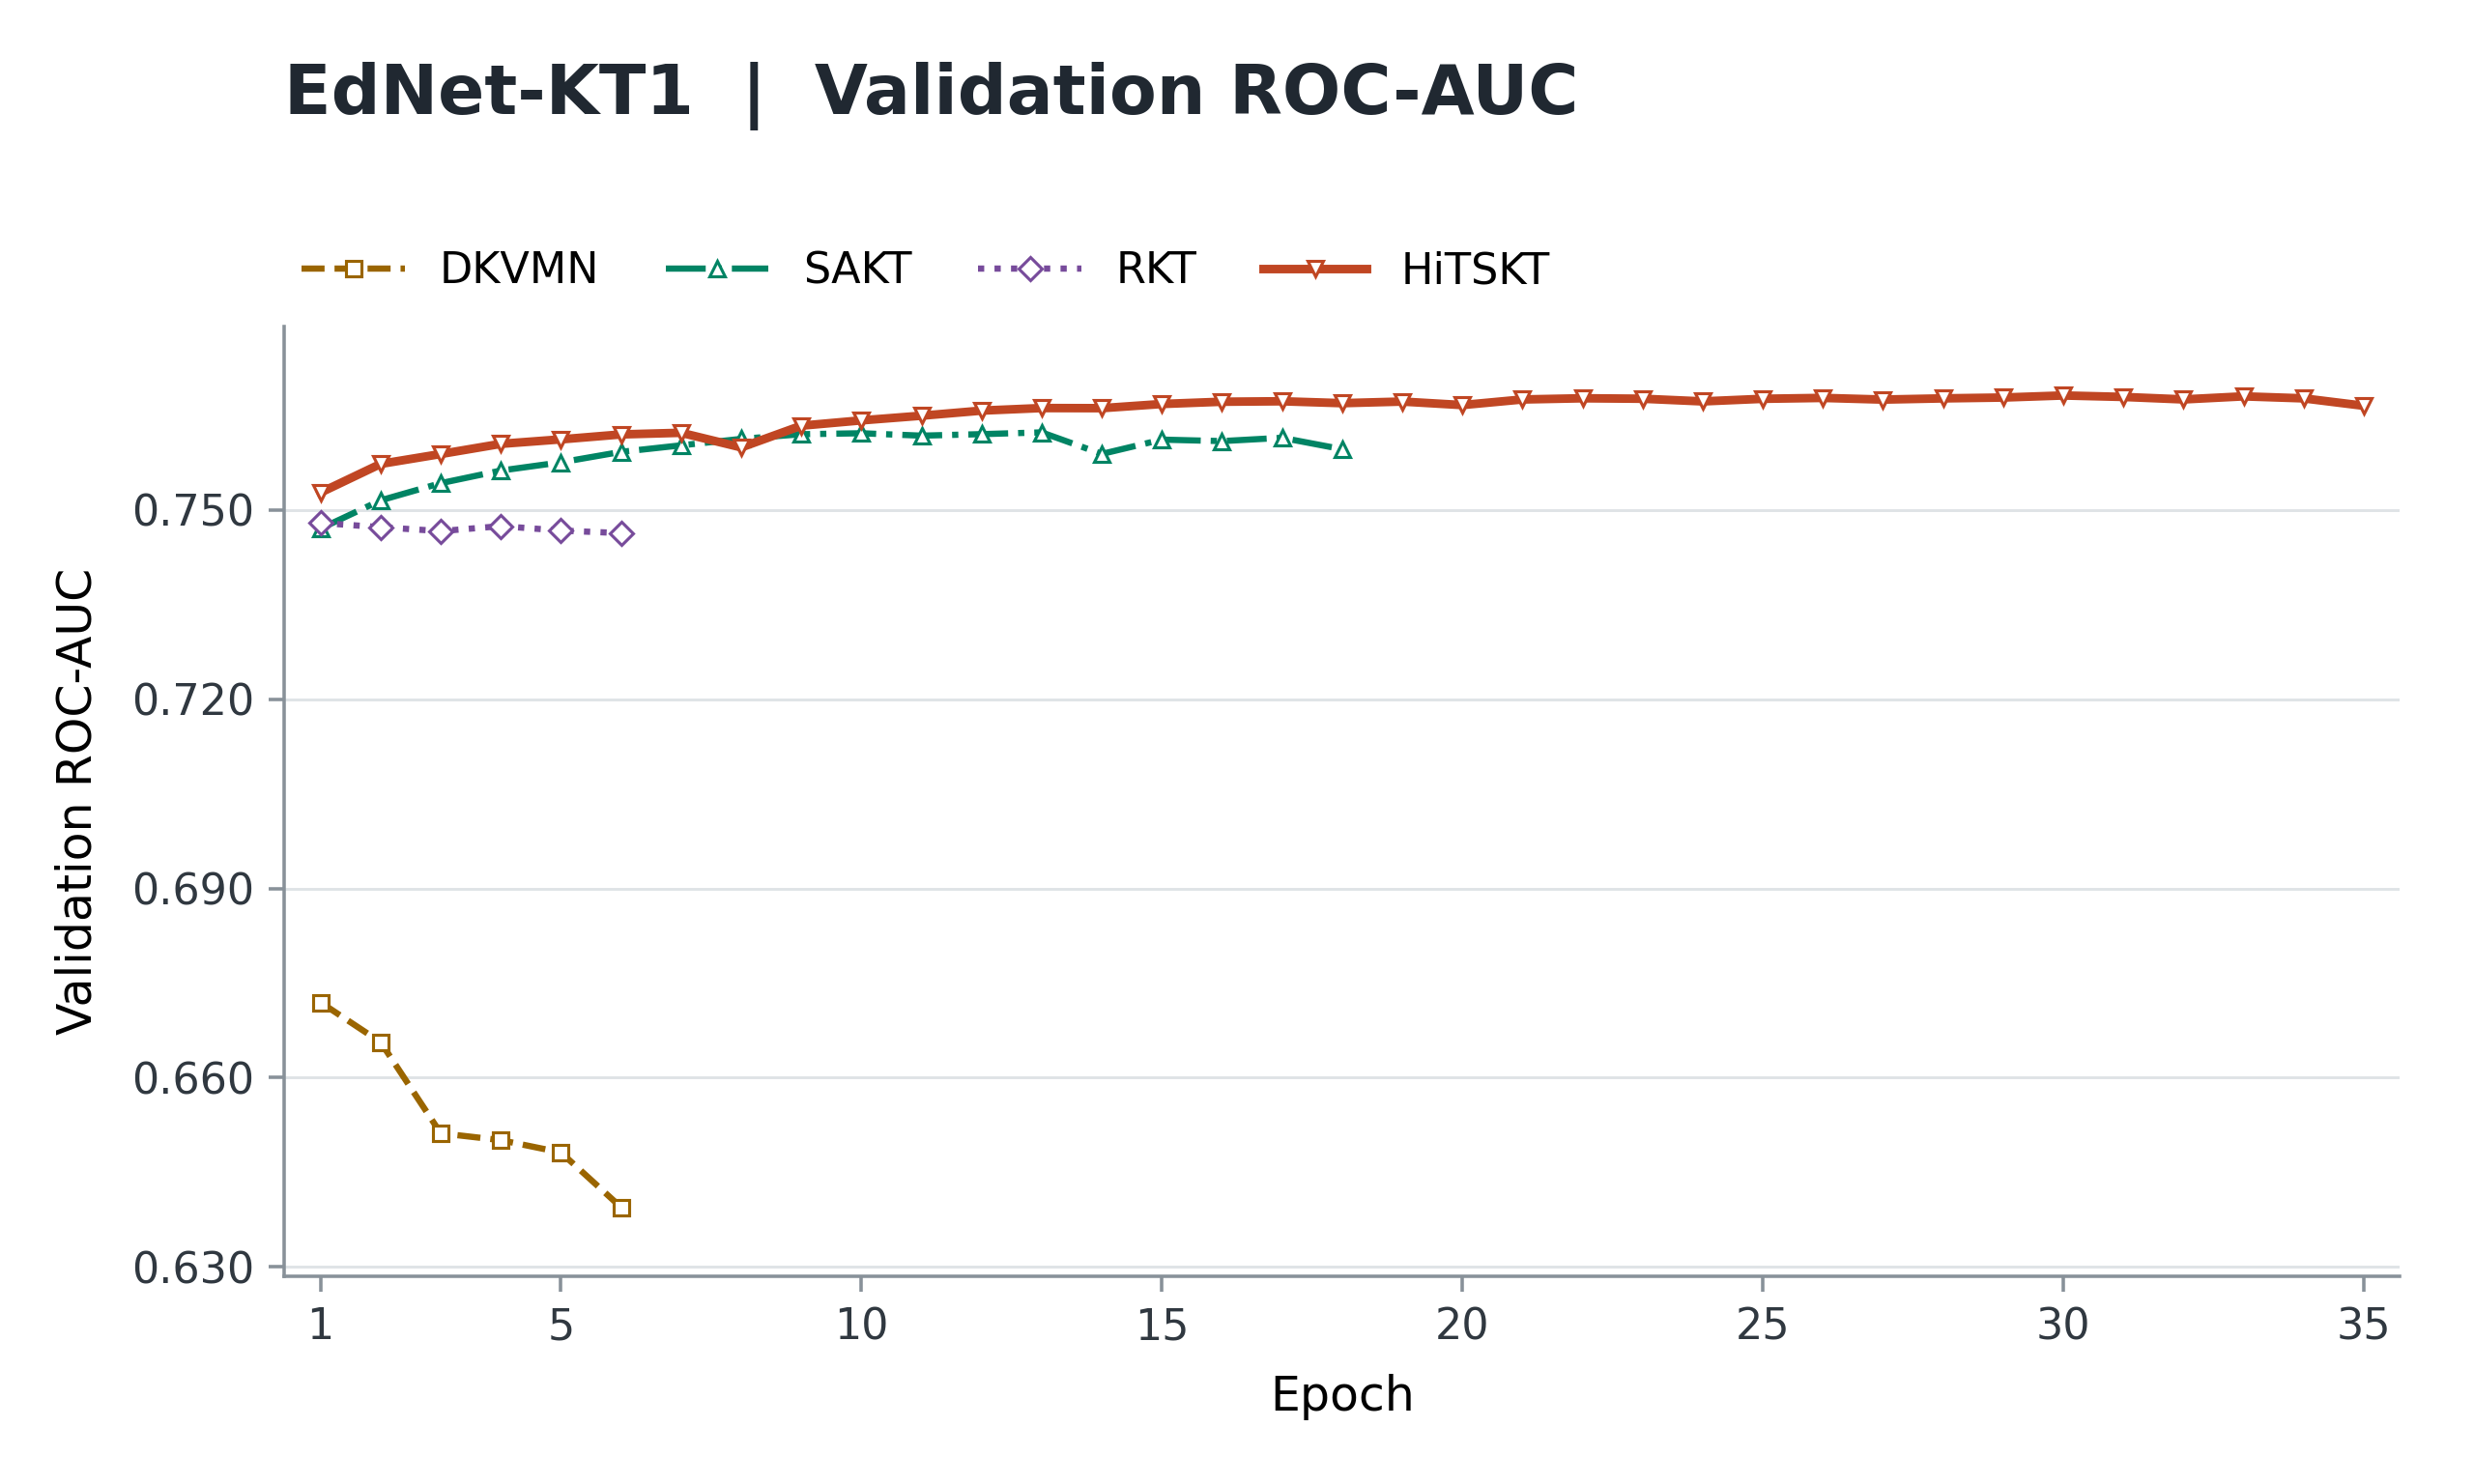 EdNet-KT1 | Validation ROC-AUC
DKVMN SAKT RKT HiTSKT
Validation ROC-AUC
0.750
0.720
0.690
0.660
0.630
1 5 10 15 20 25 30 35
Epoch